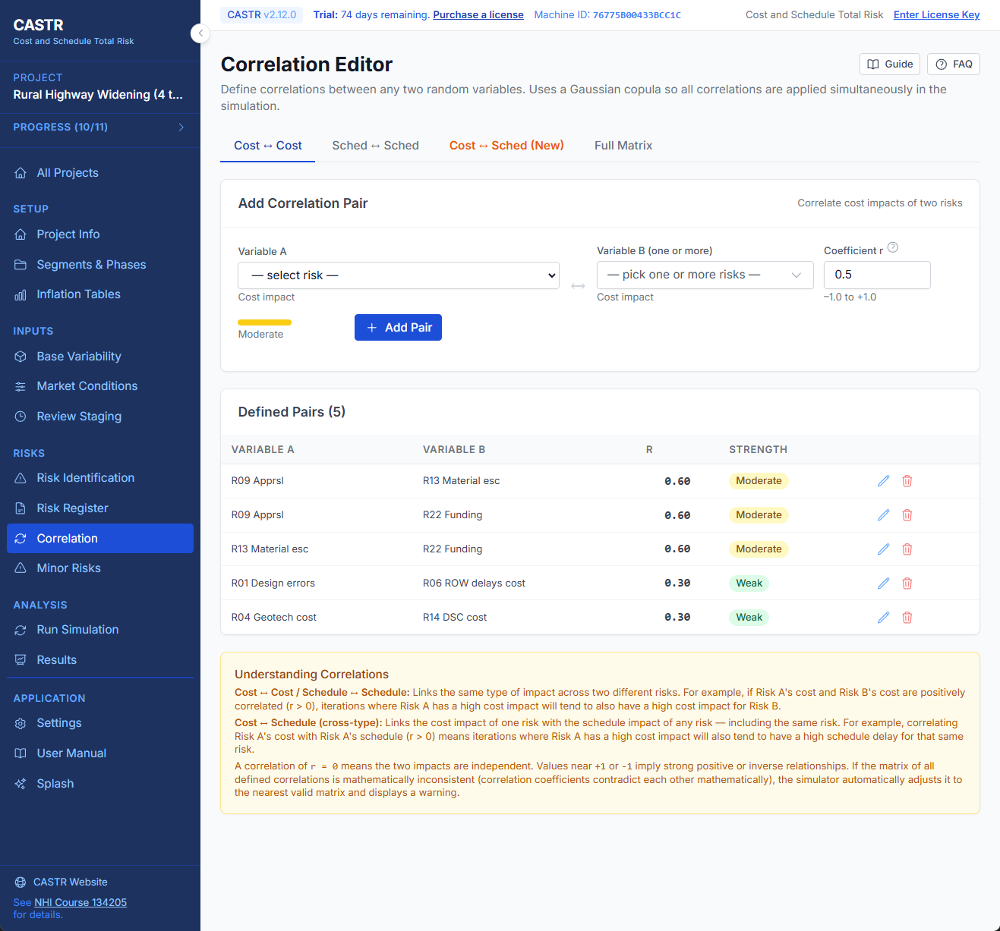 CASTR
Cost and Schedule Total Risk
PROJECT
Rural Highway Widening (4 t...
PROGRESS (10/11)
All Projects
SETUP
Project Info
Segments & Phases
Inflation Tables
INPUTS
Base Variability
Market Conditions
Review Staging
RISKS
Risk Identification
Risk Register
Correlation
Minor Risks
ANALYSIS
Run Simulation
Results
APPLICATION
Settings
User Manual
Splash
CASTR Website
See NHI Course 134205
for details.
CASTR v2.12.0 Trial: 74 days remaining. Purchase a license Machine ID: 76775B00433BCC1C Cost and Schedule Total Risk Enter License Key
Correlation Editor
Guide FAQ
Define correlations between any two random variables. Uses a Gaussian copula so all correlations are applied simultaneously in the
simulation.
Cost ↔ Cost Sched ↔ Sched Cost ↔ Sched (New) Full Matrix
Add Correlation Pair Correlate cost impacts of two risks
Variable A Variable B (one or more) Coefficient r ?
— select risk — ↔ — pick one or more risks — 0.5
Cost impact Cost impact −1.0 to +1.0
Moderate + Add Pair
Defined Pairs (5)
VARIABLE A VARIABLE B R STRENGTH
R09 Apprsl R13 Material esc 0.60 Moderate
R09 Apprsl R22 Funding 0.60 Moderate
R13 Material esc R22 Funding 0.60 Moderate
R01 Design errors R06 ROW delays cost 0.30 Weak
R04 Geotech cost R14 DSC cost 0.30 Weak
Understanding Correlations
Cost ↔ Cost / Schedule ↔ Schedule: Links the same type of impact across two different risks. For example, if Risk A's cost and Risk B's cost are positively
correlated (r > 0), iterations where Risk A has a high cost impact will tend to also have a high cost impact for Risk B.
Cost ↔ Schedule (cross-type): Links the cost impact of one risk with the schedule impact of any risk — including the same risk. For example, correlating
Risk A's cost with Risk A's schedule (r > 0) means iterations where Risk A has a high cost impact will also tend to have a high schedule delay for that same
risk.
A correlation of r = 0 means the two impacts are independent. Values near +1 or -1 imply strong positive or inverse relationships. If the matrix of all
defined correlations is mathematically inconsistent (correlation coefficients contradict each other mathematically), the simulator automatically adjusts it to
the nearest valid matrix and displays a warning.